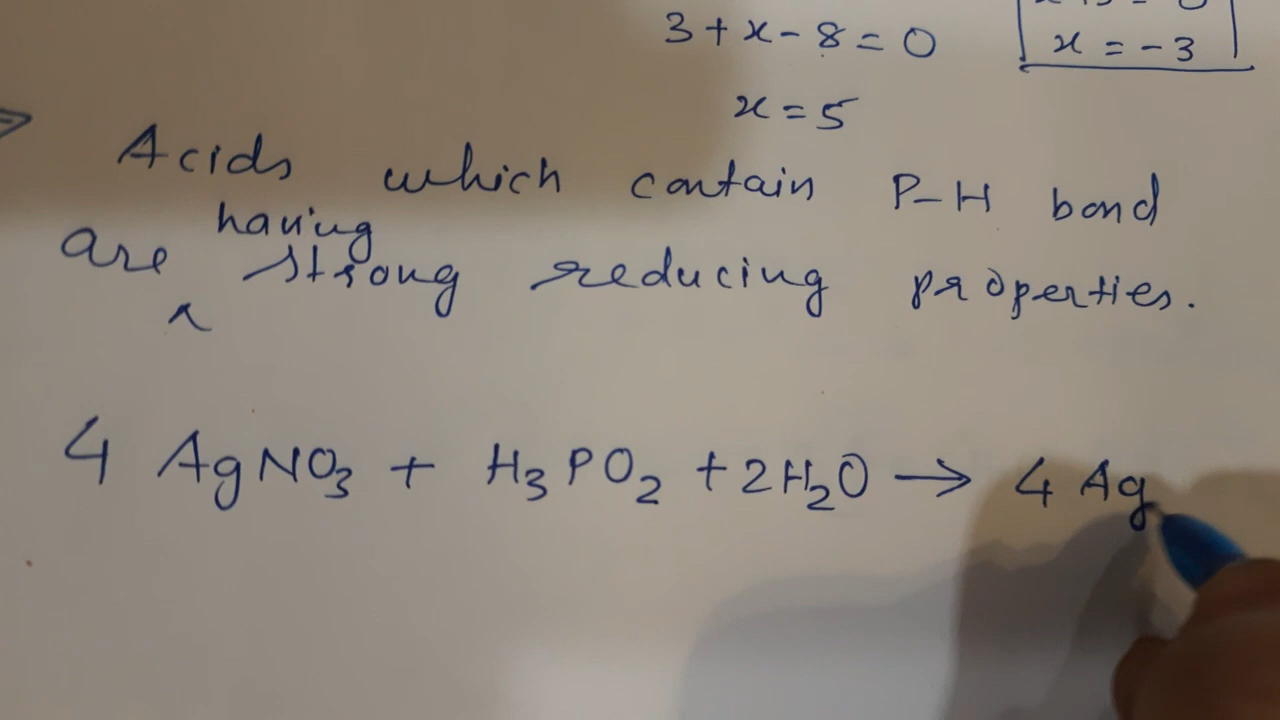 3 + x - 8 = 0
x = -3
x = 5
⇒ Acids which contain P-H bond
having
are ^ strong reducing properties.
4 AgNO₃ + H₃PO₂ + 2H₂O → 4 Ag